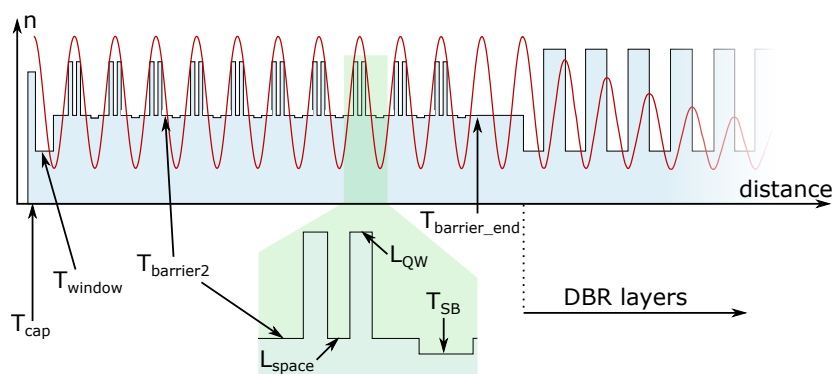 n
distance
T_barrier_end
L_QW
T_barrier2
T_window
T_SB
DBR layers
T_cap
L_space